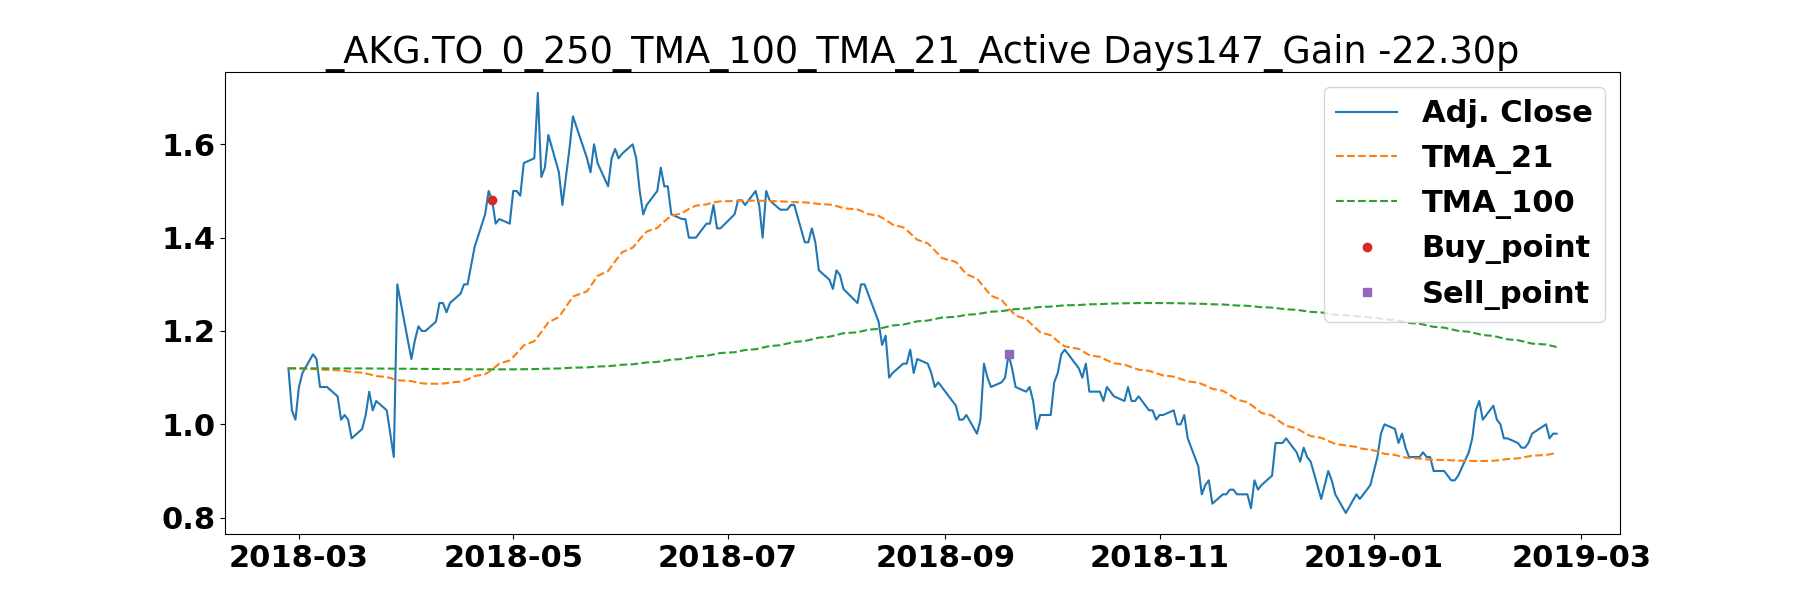 _AKG.TO_0_250_TMA_100_TMA_21_Active Days147_Gain -22.30p
Adj. Close
TMA_21
TMA_100
Buy_point
Sell_point
1.6
1.4
1.2
1.0
0.8
2018-03 2018-05 2018-07 2018-09 2018-11 2019-01 2019-03